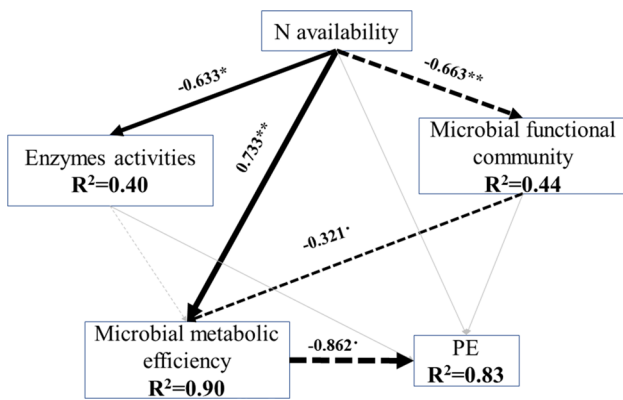 N availability
-0.633*
-0.663**
0.733**
Enzymes activities
R²=0.40
Microbial functional
community
R²=0.44
-0.321·
Microbial metabolic
efficiency
R²=0.90
-0.862·
PE
R²=0.83